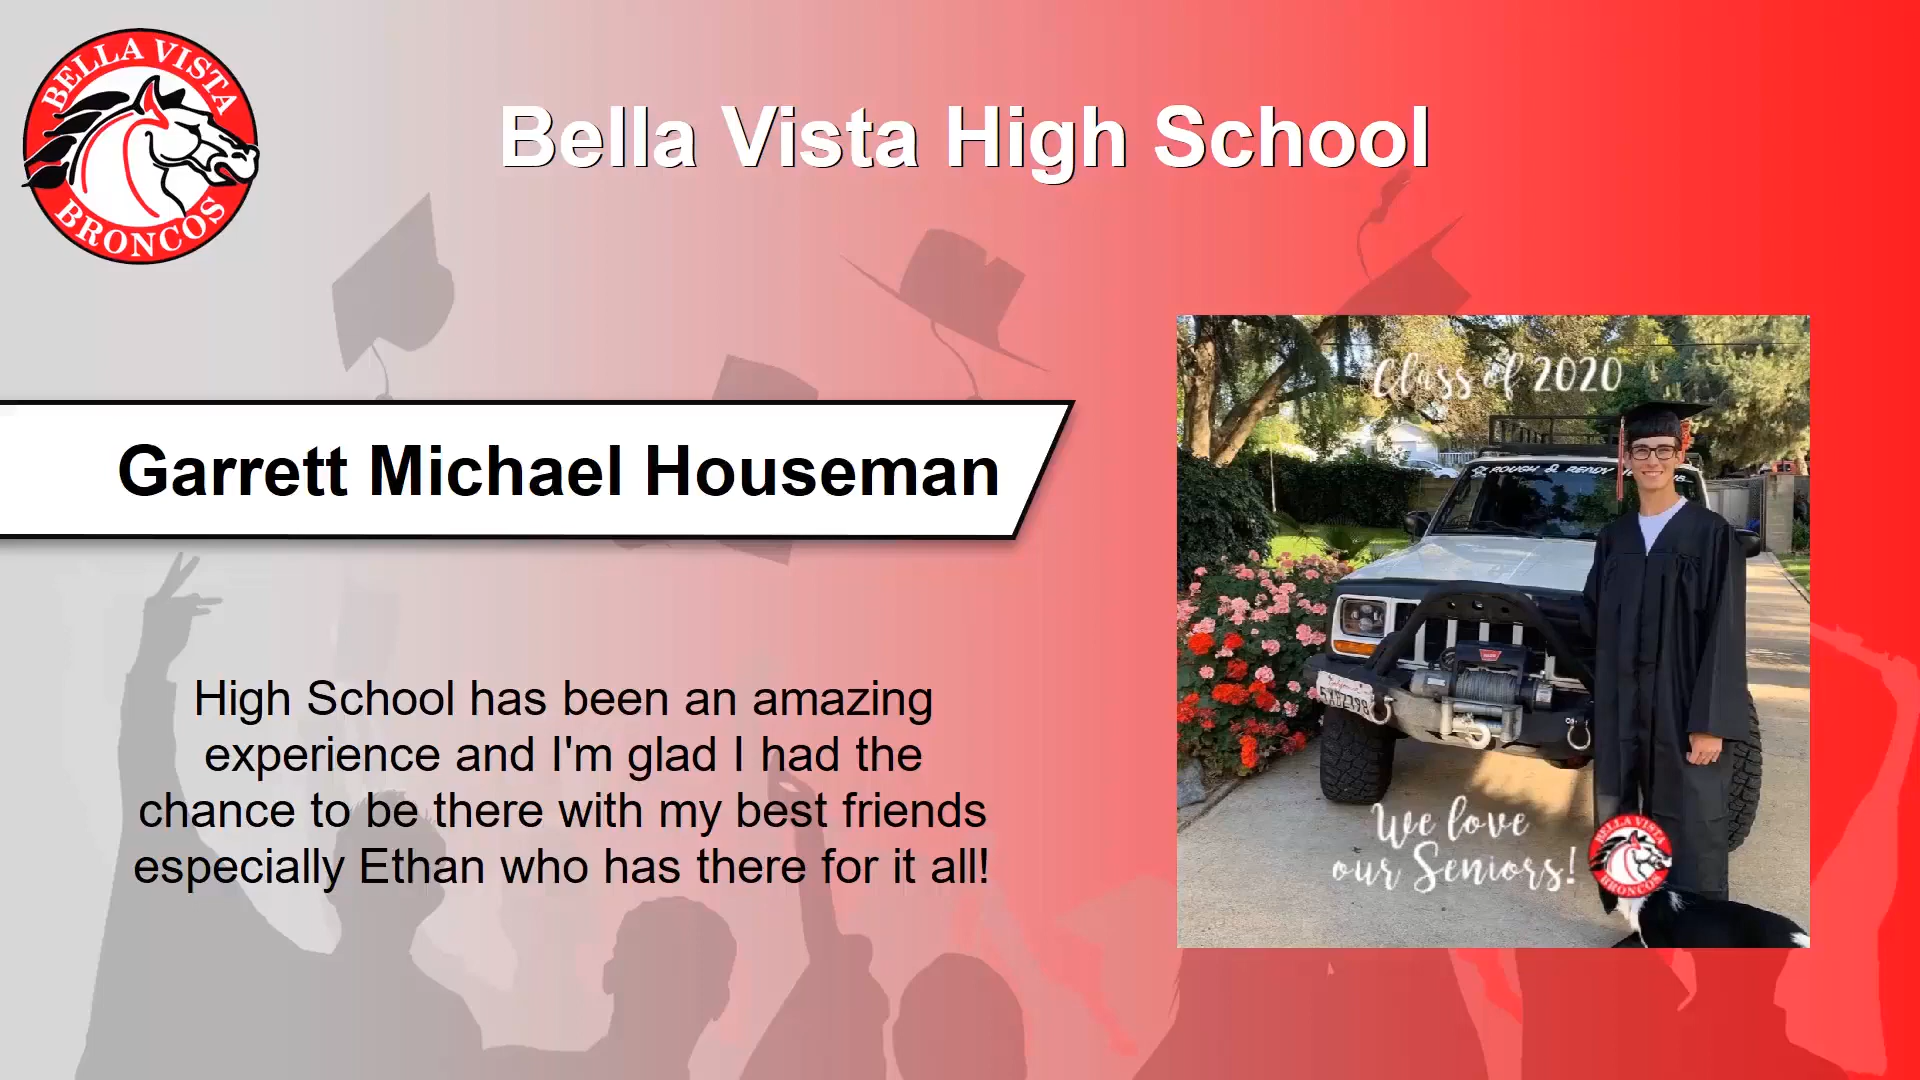 BELLA VISTA
BRONCOS
Bella Vista High School
Garrett Michael Houseman
High School has been an amazing
experience and I'm glad I had the
chance to be there with my best friends
especially Ethan who has there for it all!
Class of 2020
ROUGH & READY
California
WARN
We love
our Seniors!
BELLA VISTA
BRONCOS